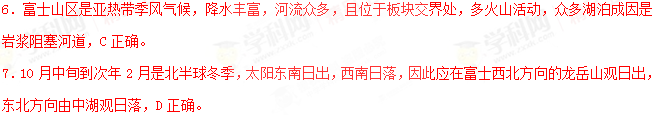 6．富士山区是亚热带季风气候，降水丰富，河流众多，且位于板块交界处，多火山活动，众多湖泊成因是
岩浆阻塞河道，C 正确。
7．10 月中旬到次年 2 月是北半球冬季，太阳东南日出，西南日落，因此应在富士西北方向的龙岳山观日出，
东北方向由中湖观日落，D 正确。